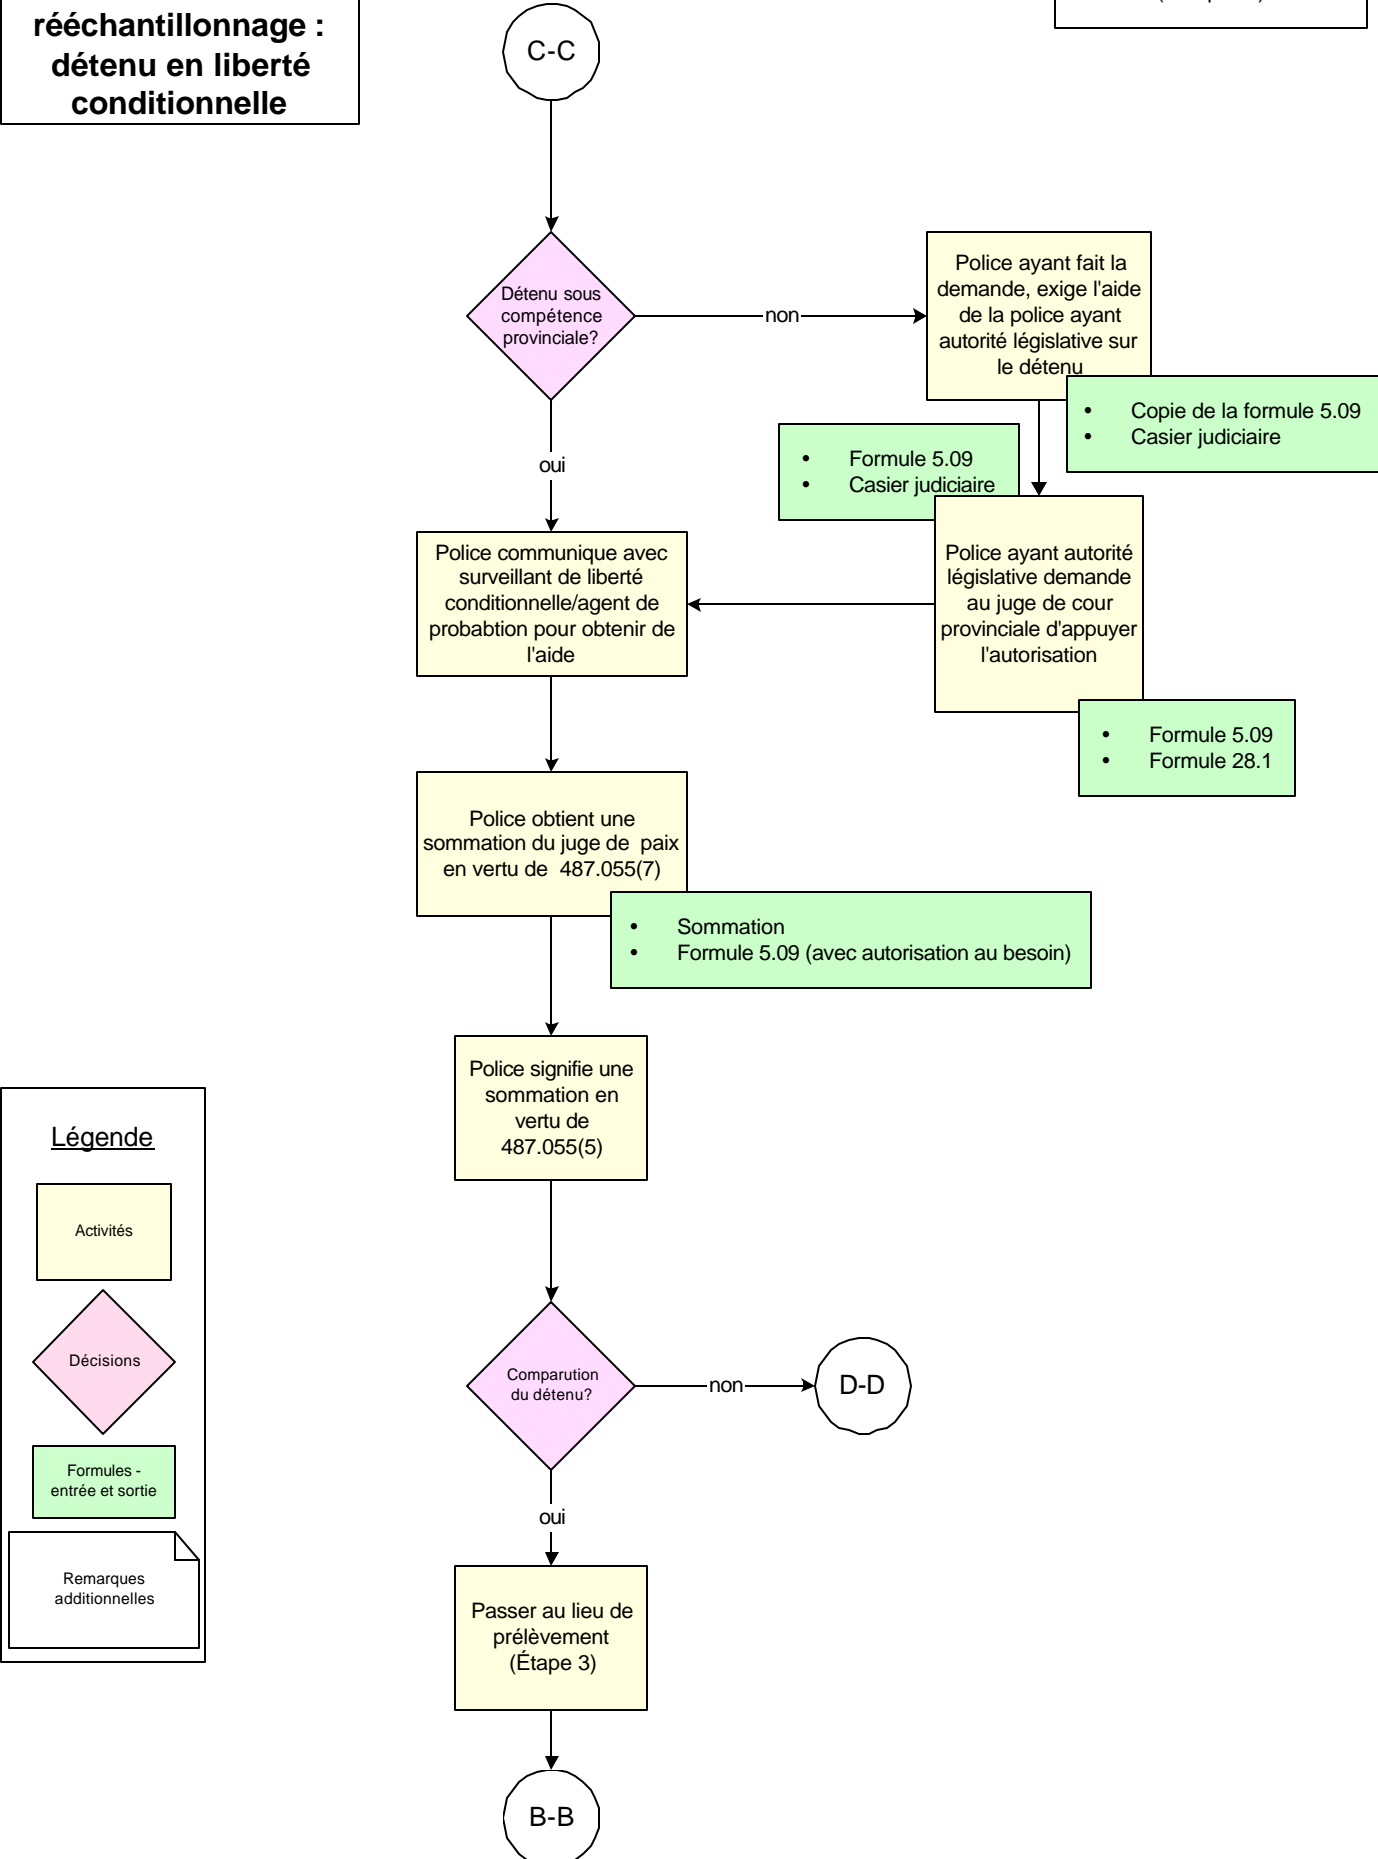 rééchantillonnage :
détenu en liberté
conditionnelle
C-C
Détenu sous
compétence
provinciale?
non
Police ayant fait la
demande, exige l'aide
de la police ayant
autorité législative sur
le détenu
• Copie de la formule 5.09
• Casier judiciaire
oui
• Formule 5.09
• Casier judiciaire
Police communique avec
surveillant de liberté
conditionnelle/agent de
probabtion pour obtenir de
l'aide
Police ayant autorité
législative demande
au juge de cour
provinciale d'appuyer
l'autorisation
• Formule 5.09
• Formule 28.1
Police obtient une
sommation du juge de paix
en vertu de 487.055(7)
• Sommation
• Formule 5.09 (avec autorisation au besoin)
Police signifie une
sommation en
vertu de
487.055(5)
Légende
Activités
Décisions
Formules -
entrée et sortie
Remarques
additionnelles
Comparution
du détenu?
non
D-D
oui
Passer au lieu de
prélèvement
(Étape 3)
B-B